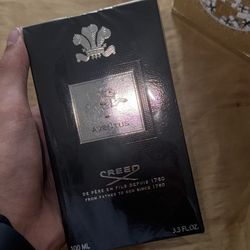 AVENTUS
CREED
DE PÈRE EN FILS DEPUIS 1760
FROM FATHER TO SON SINCE 1760
100 ML
3.3 FL.OZ